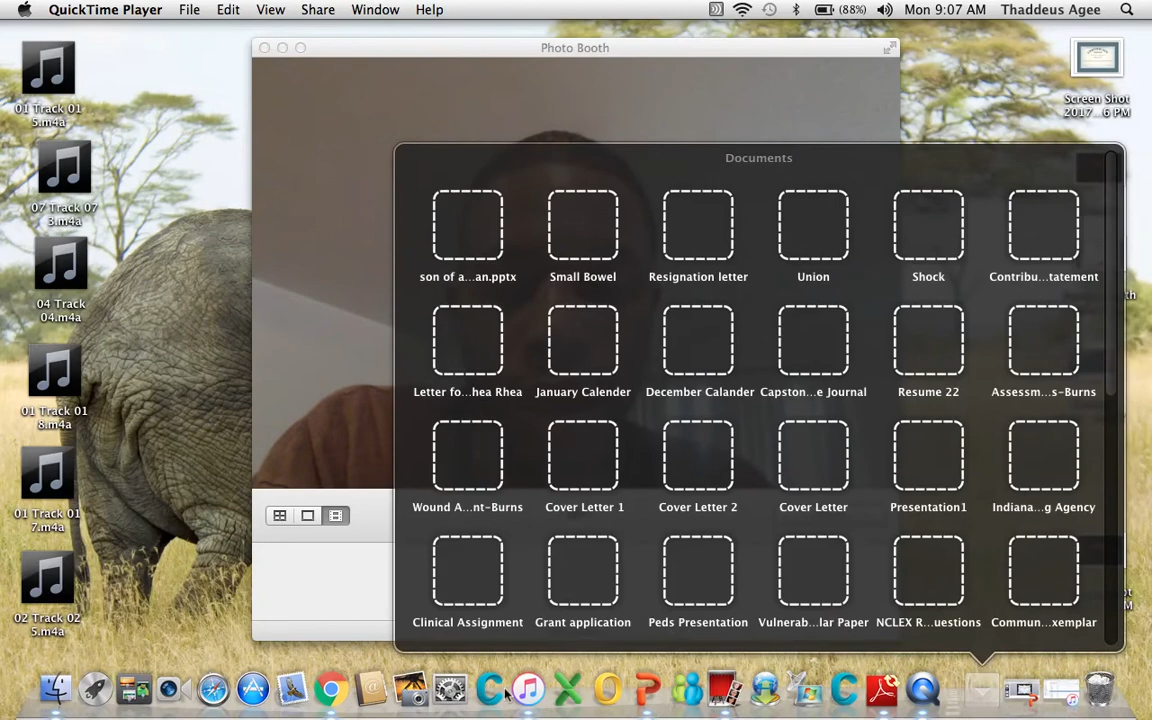 QuickTime Player File Edit View Share Window Help (88%) Mon 9:07 AM Thaddeus Agee
Photo Booth
01 Track 01
5.m4a
07 Track 07
3.m4a
04 Track
04.m4a
01 Track 01
8.m4a
01 Track 01
7.m4a
02 Track 02
5.m4a
Screen Shot
2017...6 PM
Documents
son of a...an.pptx Small Bowel Resignation letter Union Shock Contribu...tatement
Letter fo...hea Rhea January Calender December Calander Capston...e Journal Resume 22 Assessm...s-Burns
Wound A...nt-Burns Cover Letter 1 Cover Letter 2 Cover Letter Presentation1 Indiana...g Agency
Clinical Assignment Grant application Peds Presentation Vulnerab...lar Paper NCLEX R...uestions Commun...xemplar